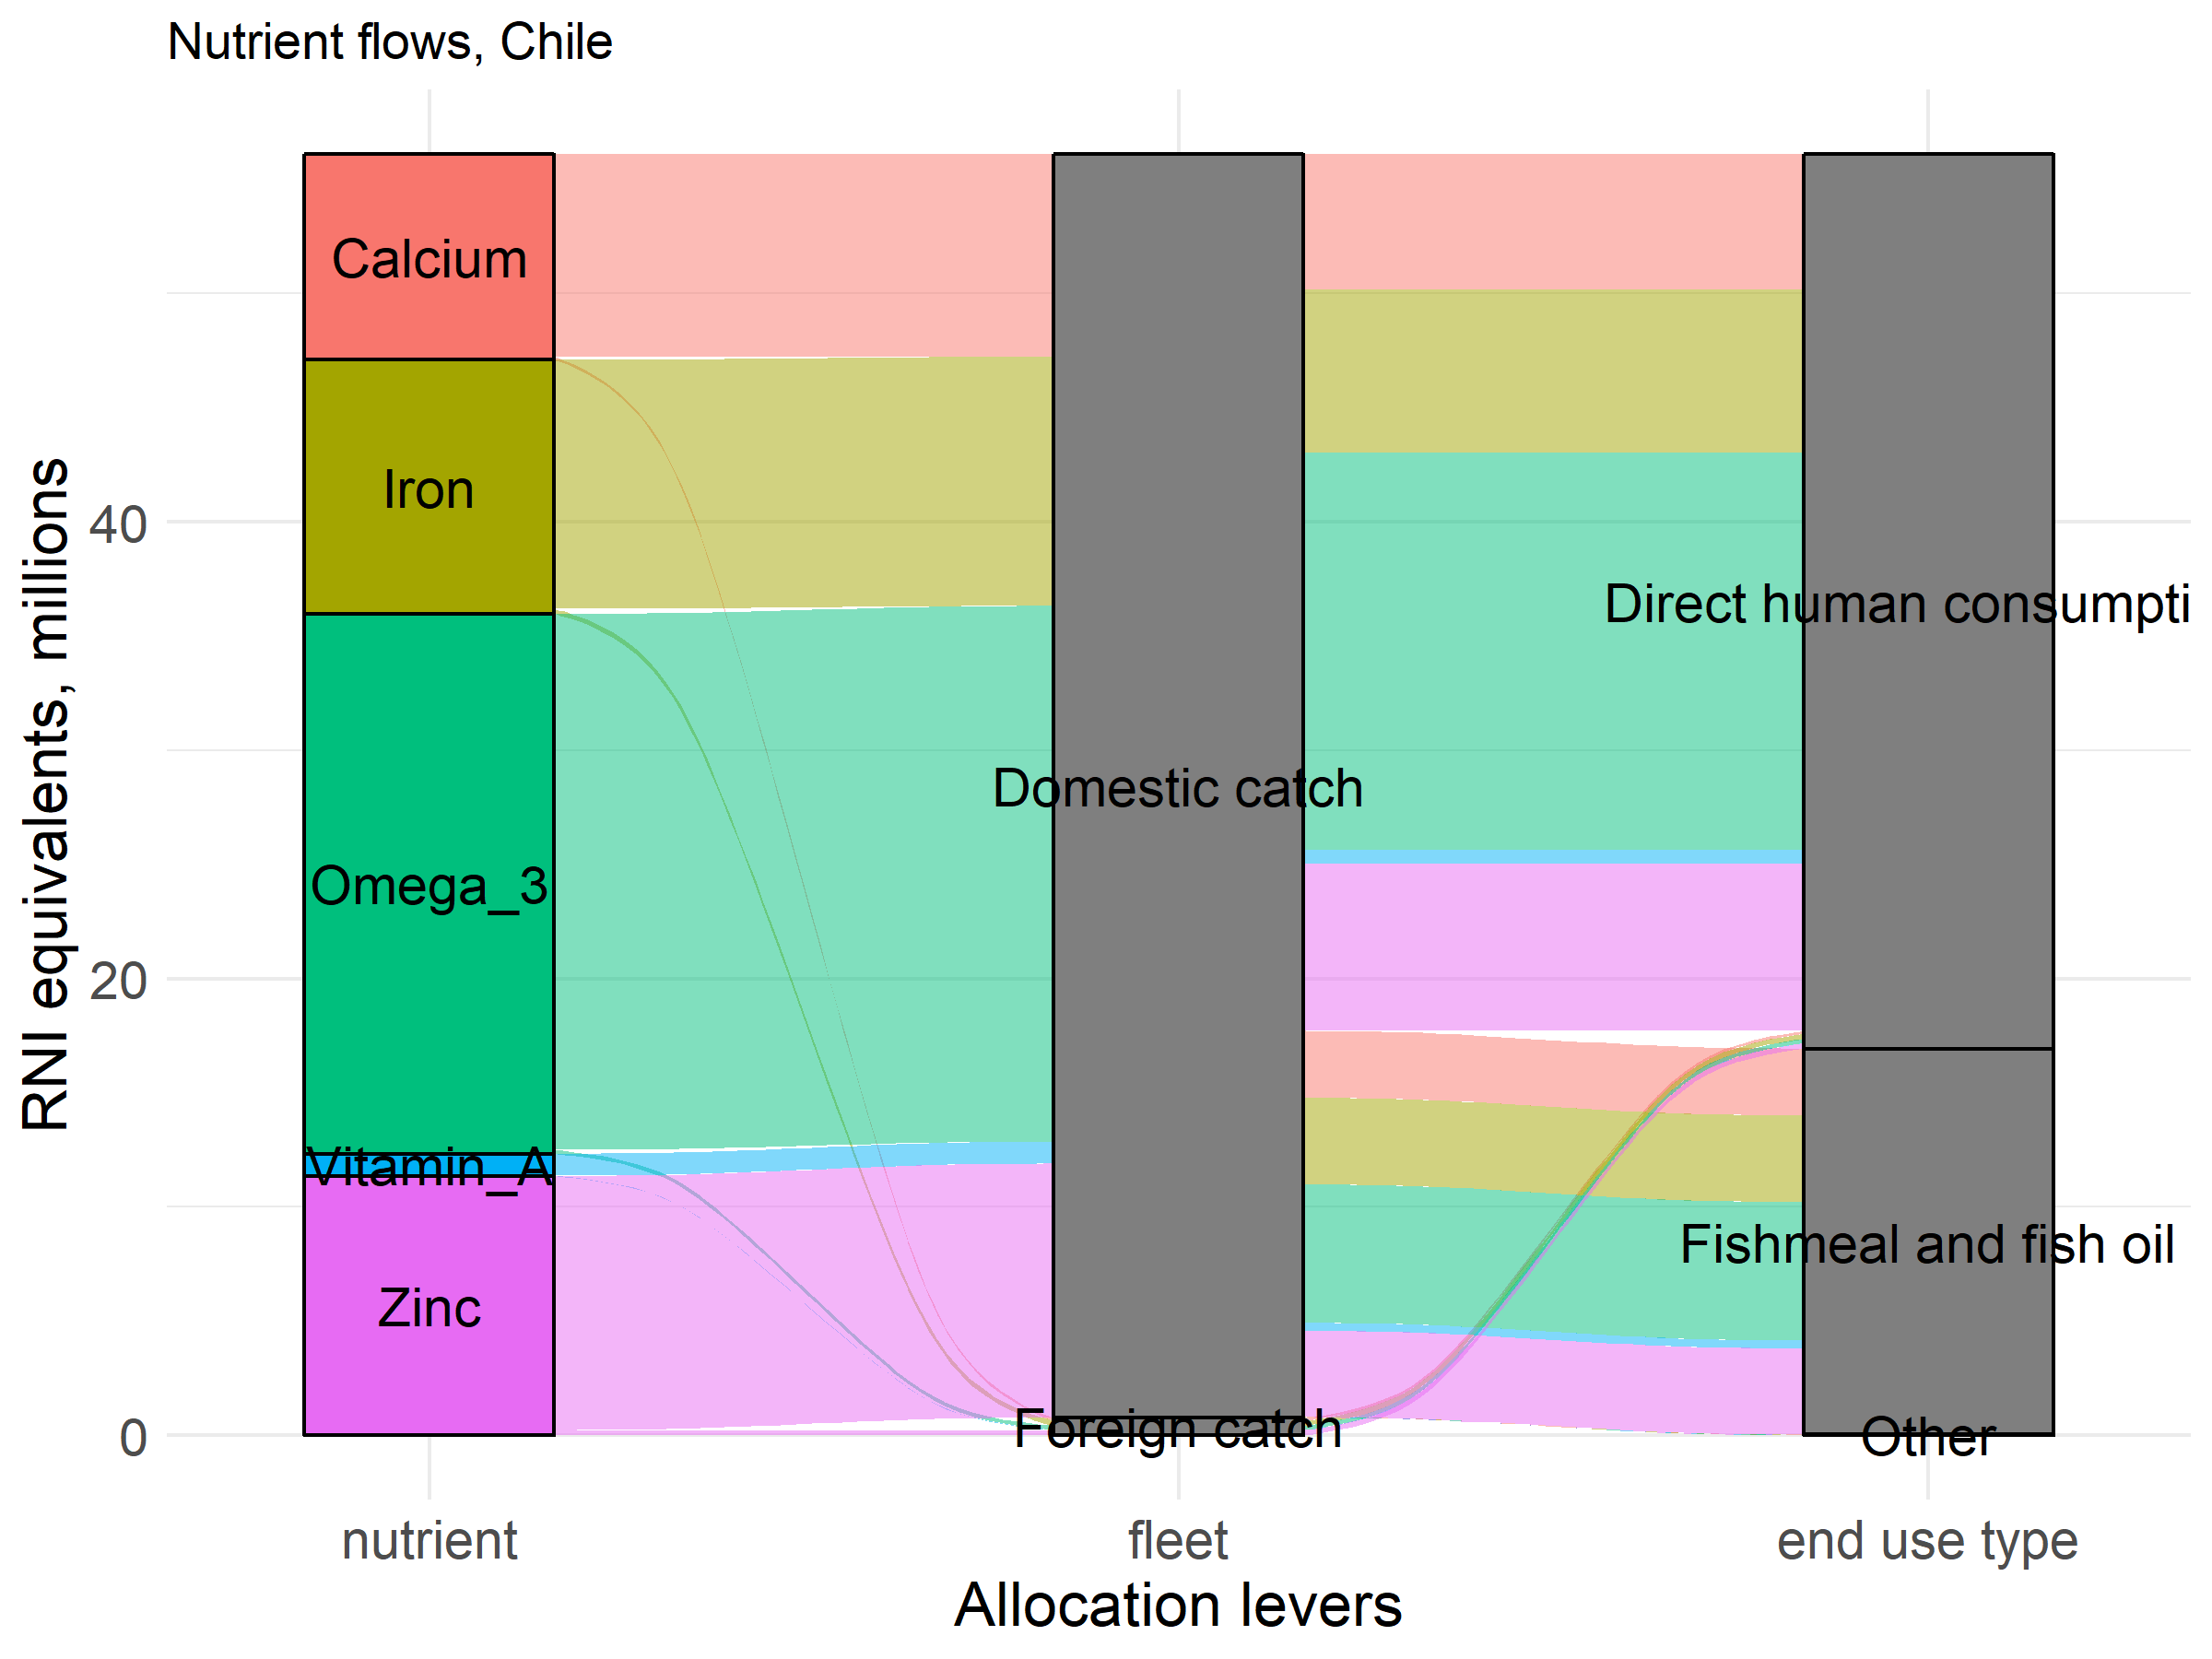 Nutrient flows, Chile
RNI equivalents, millions
40
20
0
Calcium
Iron
Omega_3
Vitamin_A
Zinc
Domestic catch
Foreign catch
Direct human consumpti
Fishmeal and fish oil
Other
nutrient
fleet
end use type
Allocation levers